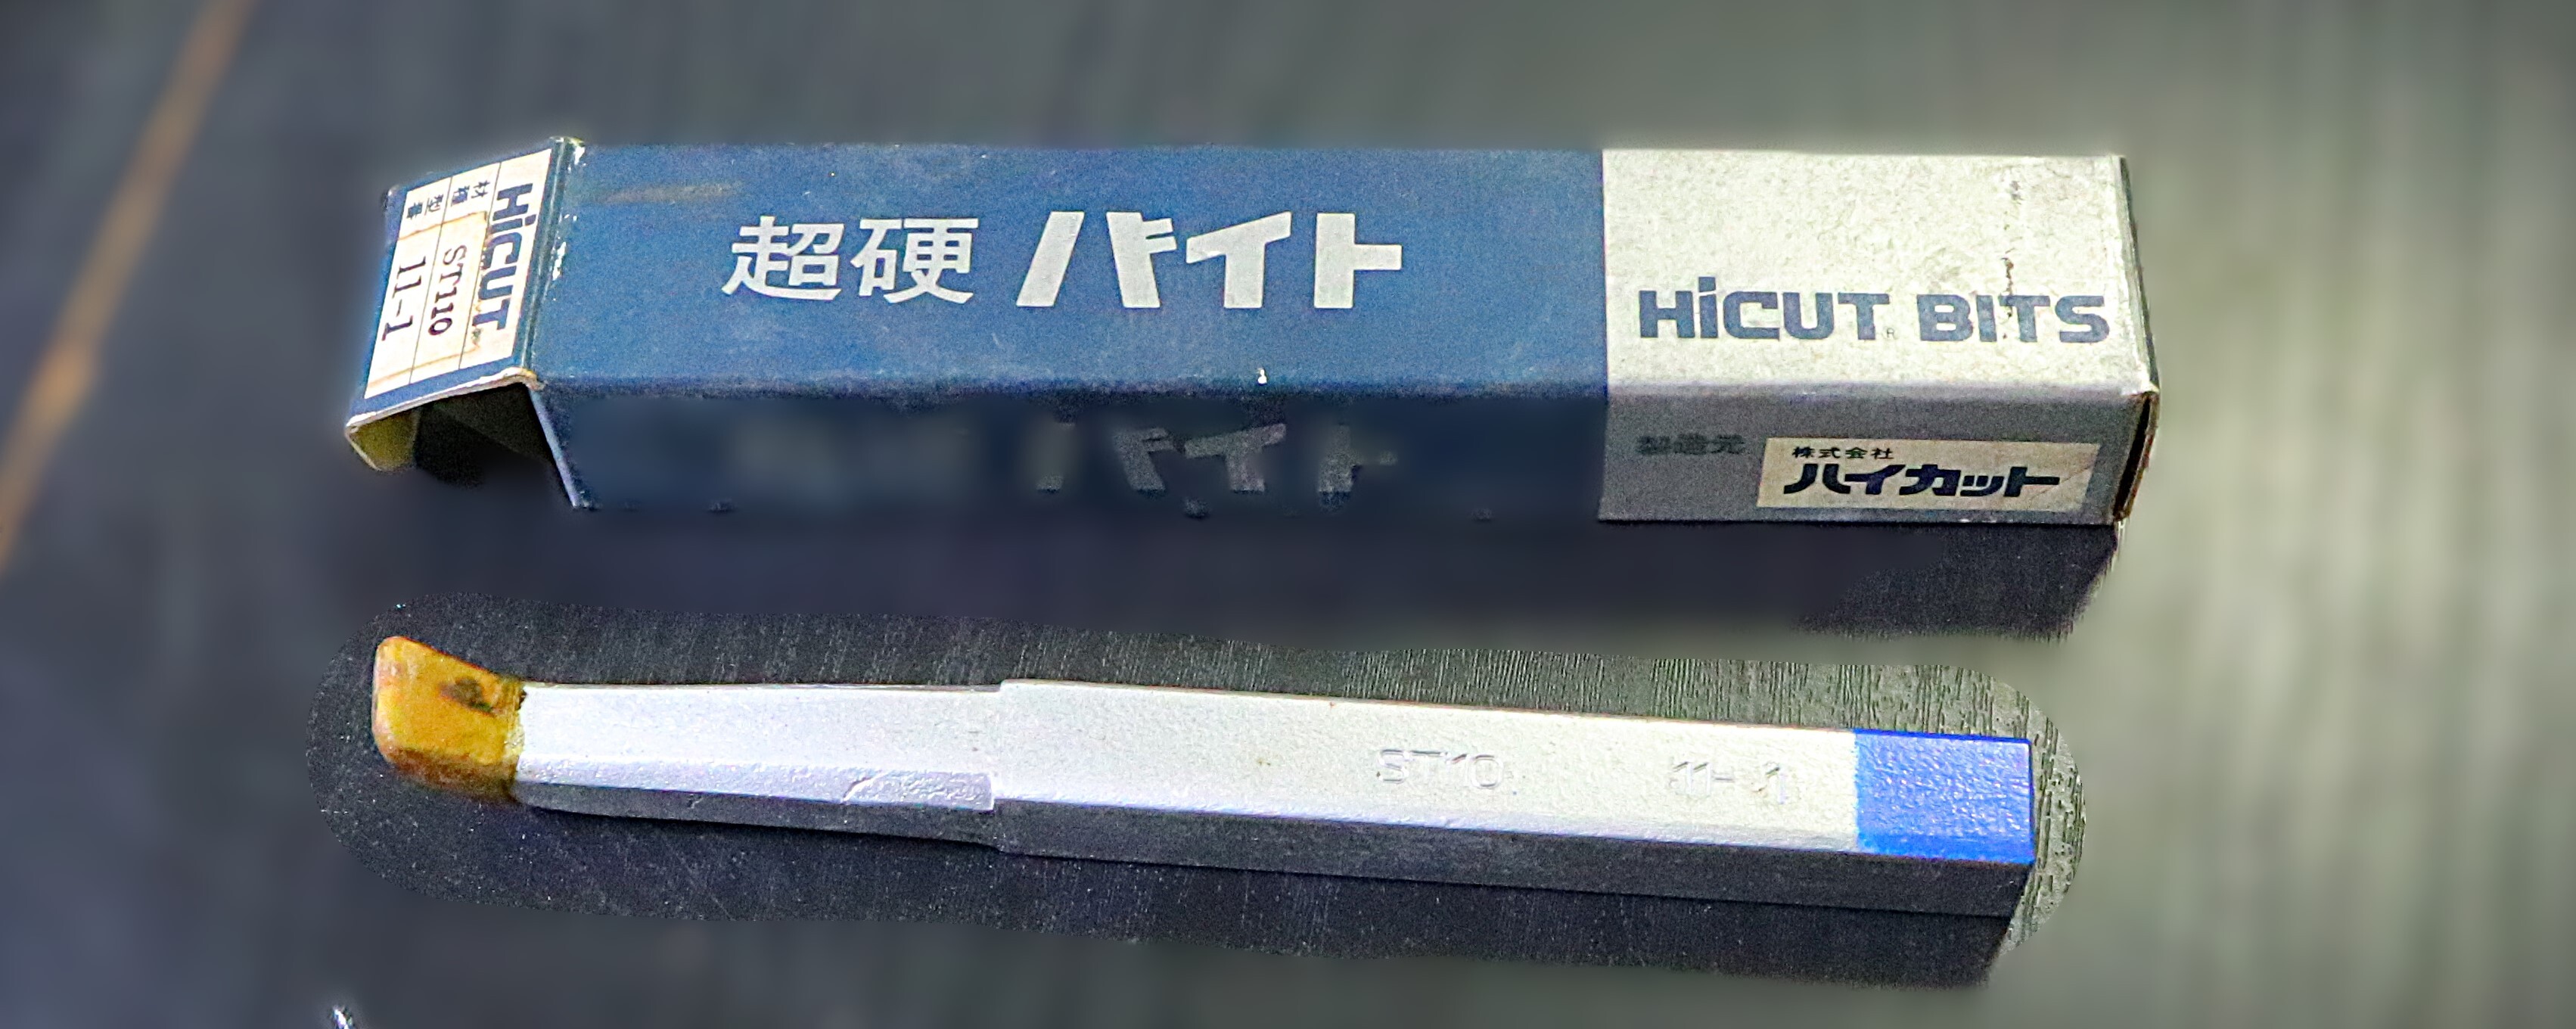 HiCUT
材種 ST110
型番 11-1
超硬バイト
HiCUT® BITS
バイト
製造元
株式会社
ハイカット
ST10 11-1